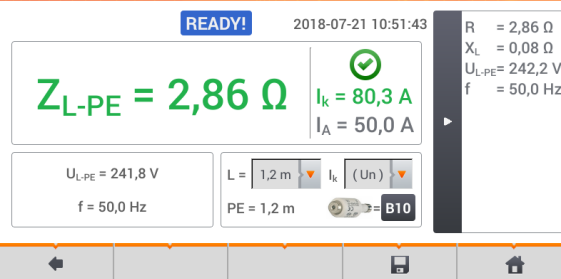 READY! 2018-07-21 10:51:43
Z L-PE = 2,86 Ω
Ik = 80,3 A
IA = 50,0 A
UL-PE = 241,8 V
f = 50,0 Hz
L = 1,2 m Ik (Un)
PE = 1,2 m = B10
R = 2,86 Ω
XL = 0,08 Ω
UL-PE= 242,2 V
f = 50,0 Hz